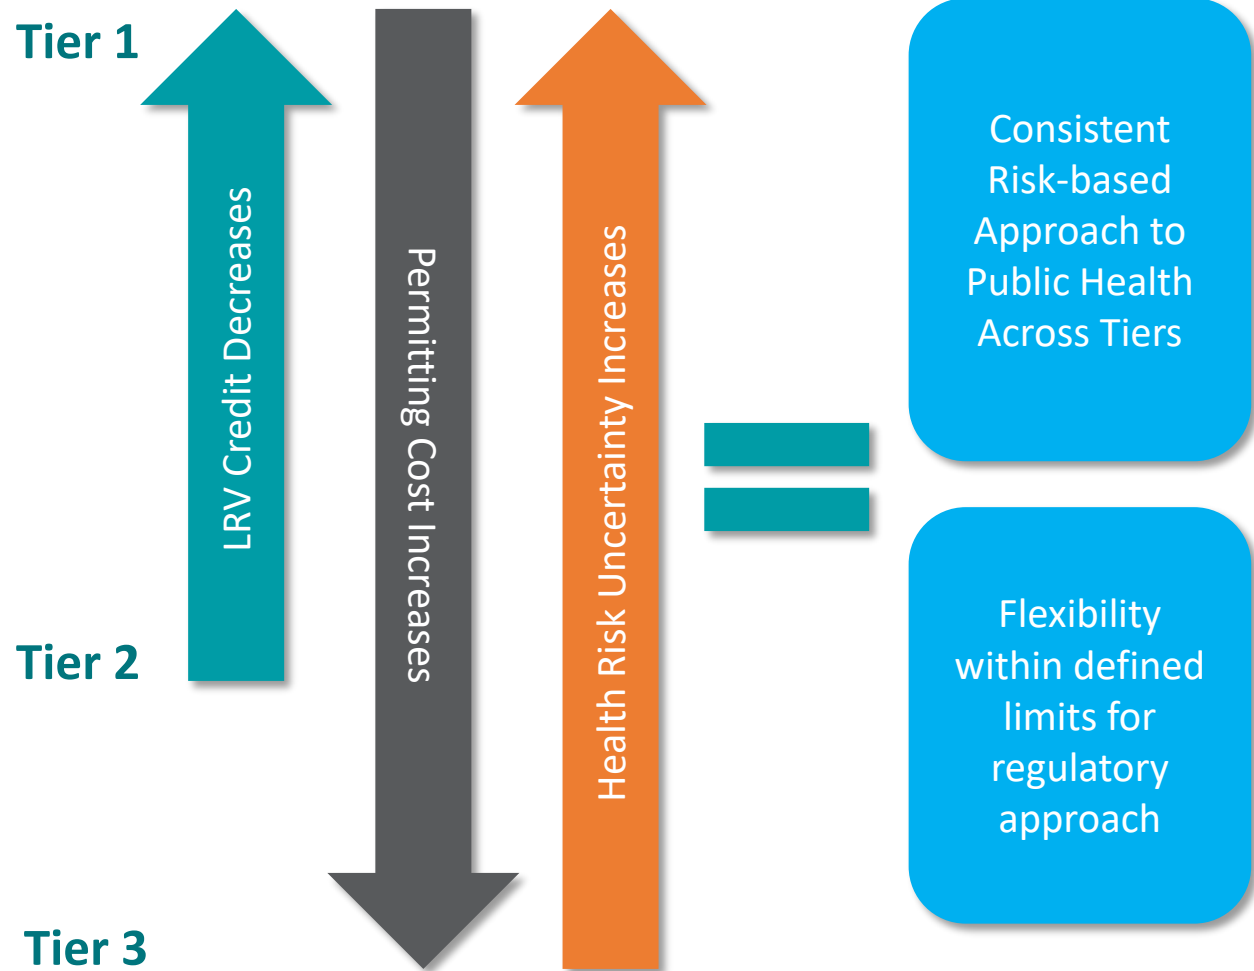 Tier 1
Tier 2
Tier 3
LRV Credit Decreases
Permitting Cost Increases
Health Risk Uncertainty Increases
Consistent
Risk-based
Approach to
Public Health
Across Tiers
Flexibility
within defined
limits for
regulatory
approach